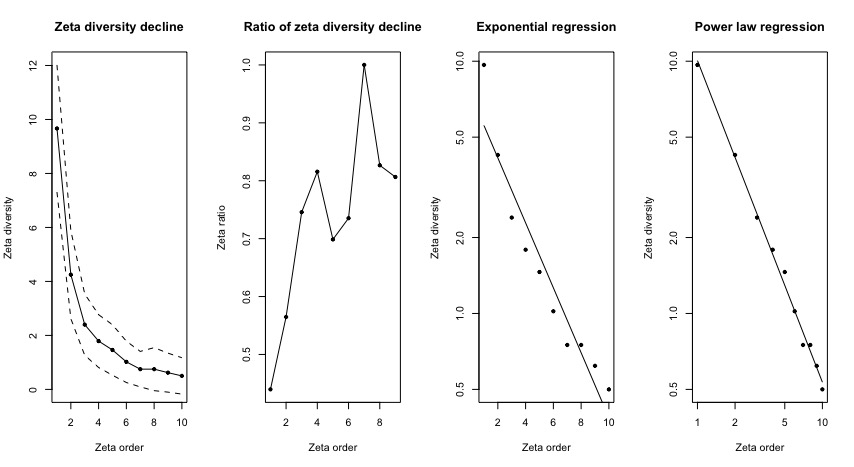 Zeta diversity decline
Zeta diversity
12
10
8
6
4
2
0
2 4 6 8 10
Zeta order
Ratio of zeta diversity decline
Zeta ratio
1.0
0.9
0.8
0.7
0.6
0.5
2 4 6 8
Zeta order
Exponential regression
Zeta diversity
10.0
5.0
2.0
1.0
0.5
2 4 6 8 10
Zeta order
Power law regression
Zeta diversity
10.0
5.0
2.0
1.0
0.5
1 2 5 10
Zeta order